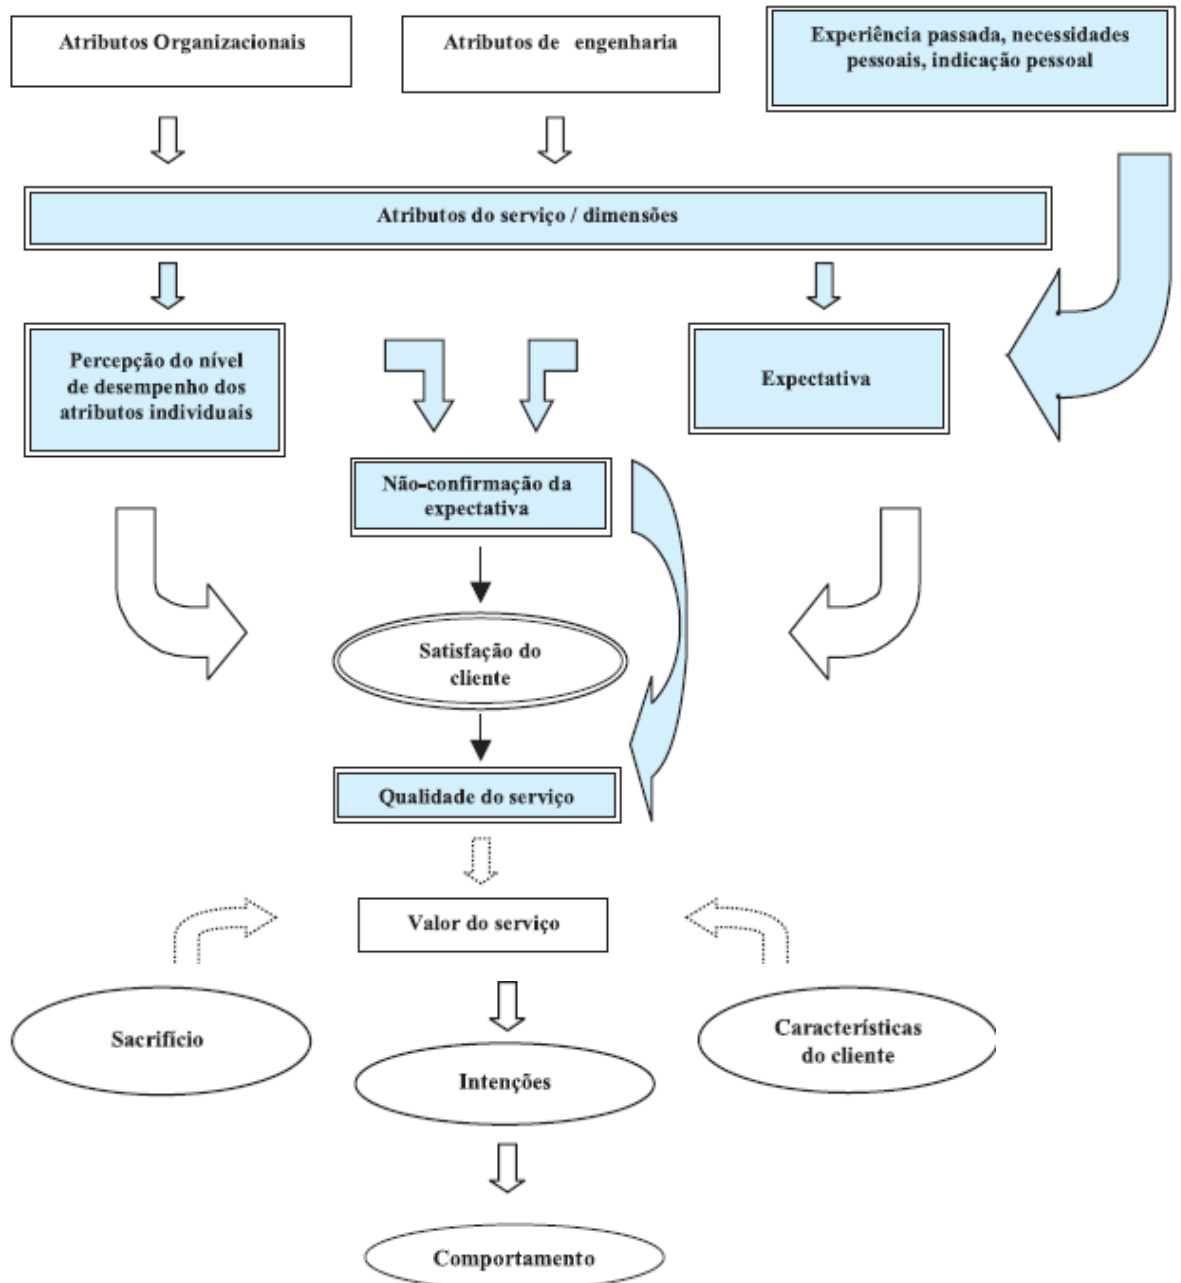 Atributos Organizacionais
Atributos de engenharia
Experiência passada, necessidades
pessoais, indicação pessoal
Atributos do serviço / dimensões
Percepção do nível
de desempenho dos
atributos individuais
Expectativa
Não-confirmação da
expectativa
Satisfação do
cliente
Qualidade do serviço
Valor do serviço
Sacrifício
Características
do cliente
Intenções
Comportamento